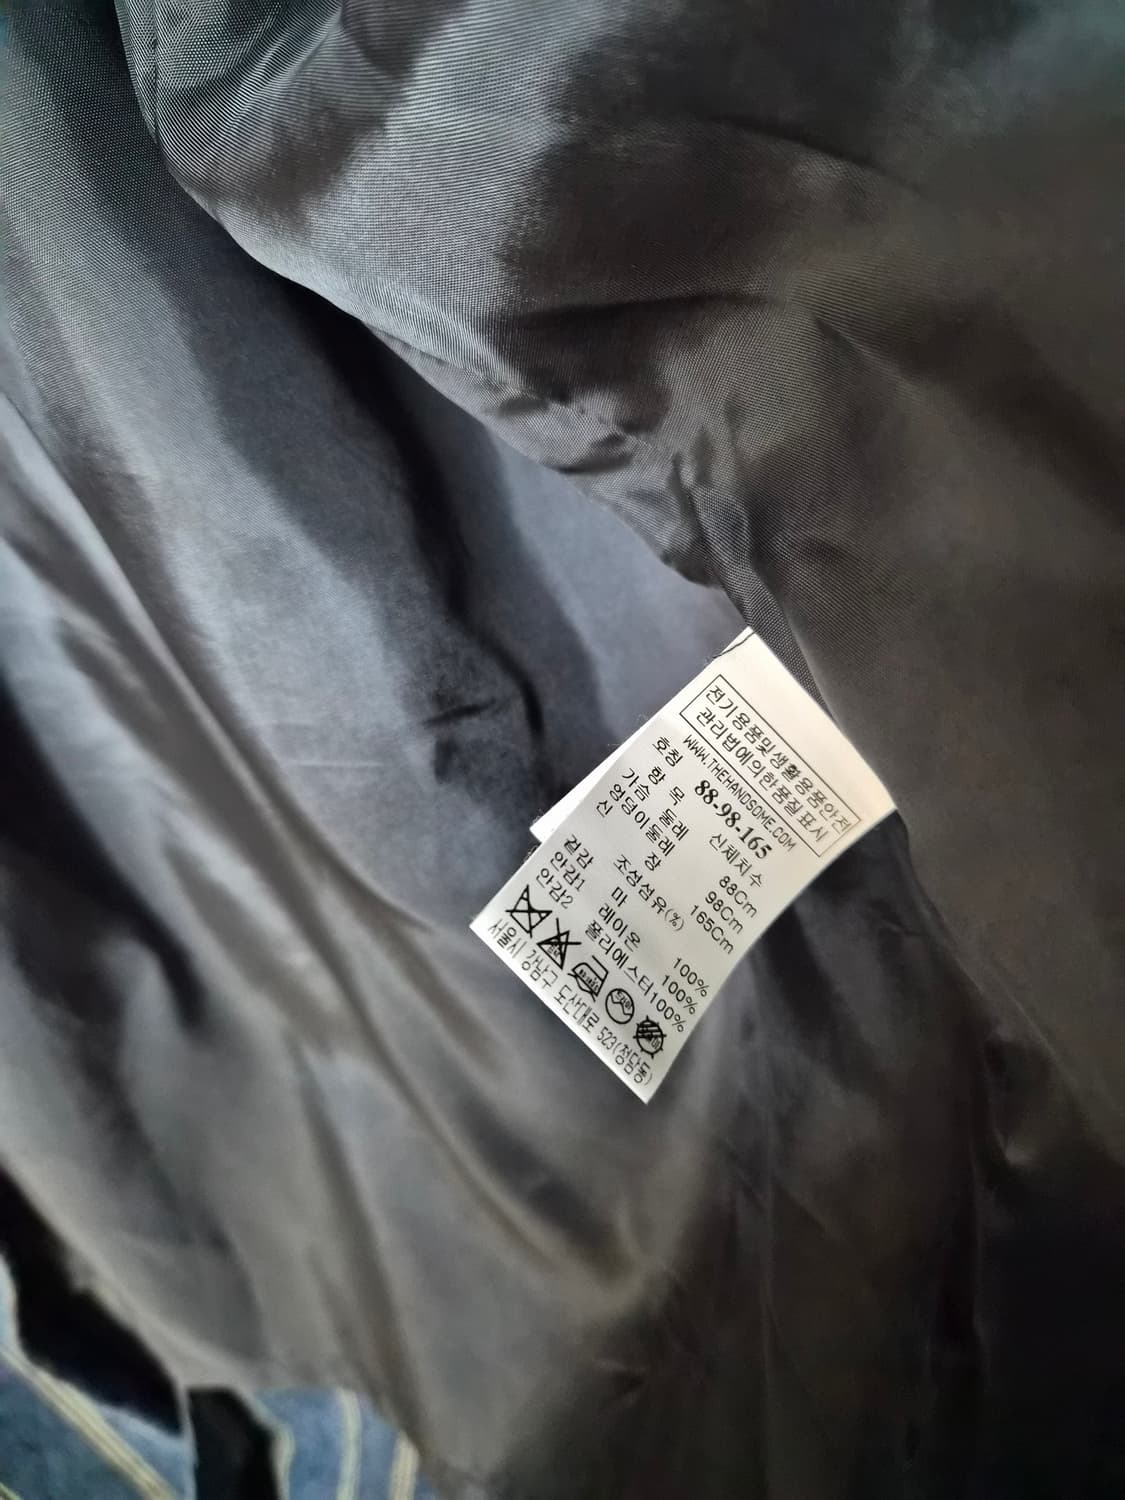 전기용품및생활용품안전
관리법에의한품질표시
WWW.THEHANDSOME.COM
호칭 88-98-165
항 목 신체치수
가슴 둘레 88Cm
엉덩이둘레 98Cm
신 장 165Cm
조성섬유(%)
겉감 마 100%
안감1 레이온 100%
안감2 폴리에스터100%
서울시 강남구 도산대로 523(청담동)